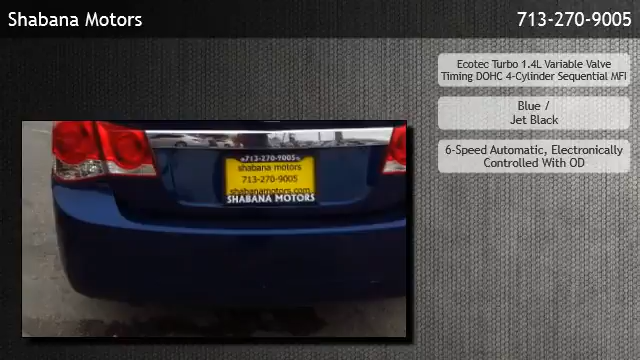 Shabana Motors
713-270-9005
Ecotec Turbo 1.4L Variable Valve
Timing DOHC 4-Cylinder Sequential MFI
Blue /
Jet Black
6-Speed Automatic, Electronically
Controlled With OD
713-270-9005
shabana motors
713-270-9005
shabanamotors.com
SHABANA MOTORS